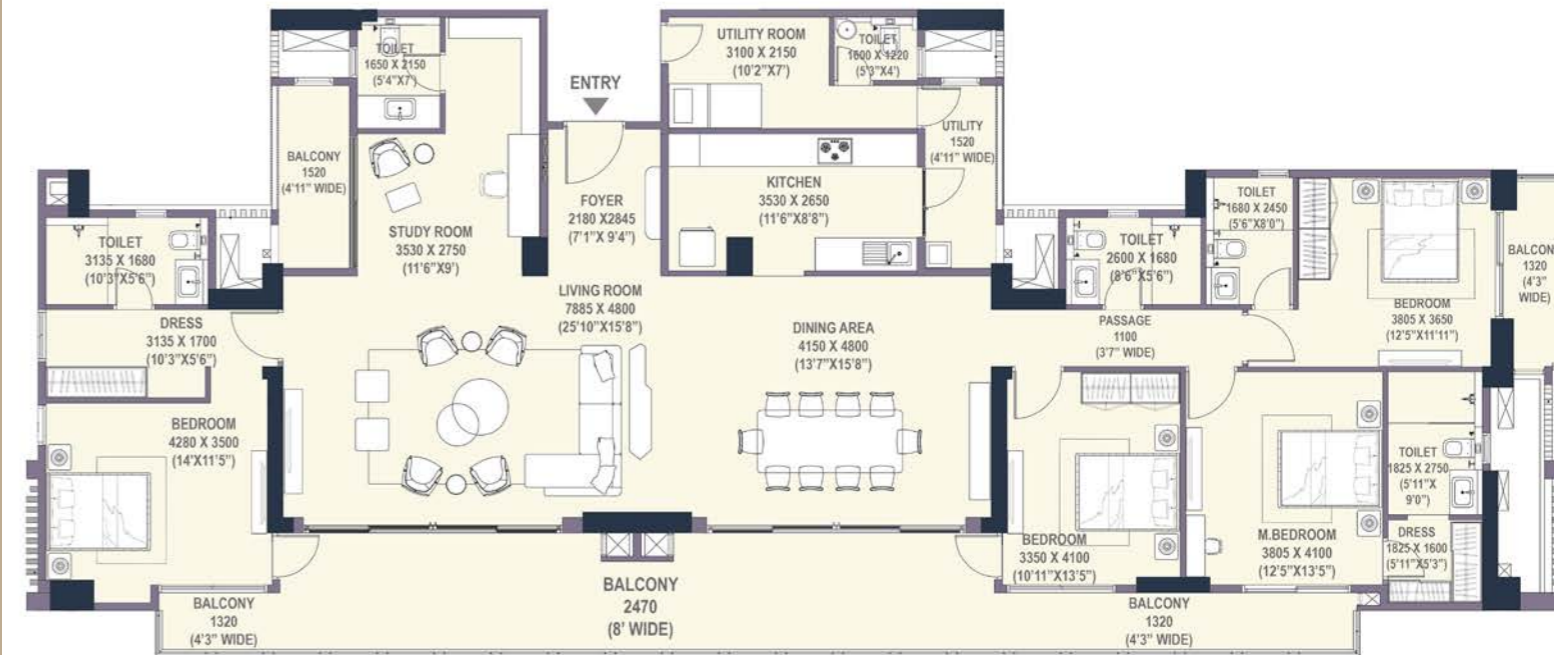 TOILET
1650 X 2150
(5'4"X7')
ENTRY
UTILITY ROOM
3100 X 2150
(10'2"X7')
TOILET
1600 X 1220
(5'3"X4')
BALCONY
1520
(4'11" WIDE)
STUDY ROOM
3530 X 2750
(11'6"X9')
FOYER
2180 X2845
(7'1"X 9'4")
KITCHEN
3530 X 2650
(11'6"X8'8")
UTILITY
1520
(4'11" WIDE)
TOILET
3135 X 1680
(10'3"X5'6")
TOILET
2600 X 1680
(8'6"X5'6")
TOILET
1680 X 2450
(5'6"X8'0")
BEDROOM
3805 X 3650
(12'5"X11'11")
BALCON
1320
(4'3"
WIDE)
DRESS
3135 X 1700
(10'3"X5'6")
LIVING ROOM
7885 X 4800
(25'10"X15'8")
DINING AREA
4150 X 4800
(13'7"X15'8")
PASSAGE
1100
(3'7" WIDE)
BEDROOM
4280 X 3500
(14'X11'5")
BEDROOM
3350 X 4100
(10'11"X13'5")
M.BEDROOM
3805 X 4100
(12'5"X13'5")
TOILET
1825 X 2750
(5'11"X
9'0")
DRESS
1825 X 1600
(5'11"X5'3")
BALCONY
1320
(4'3" WIDE)
BALCONY
2470
(8' WIDE)
BALCONY
1320
(4'3" WIDE)